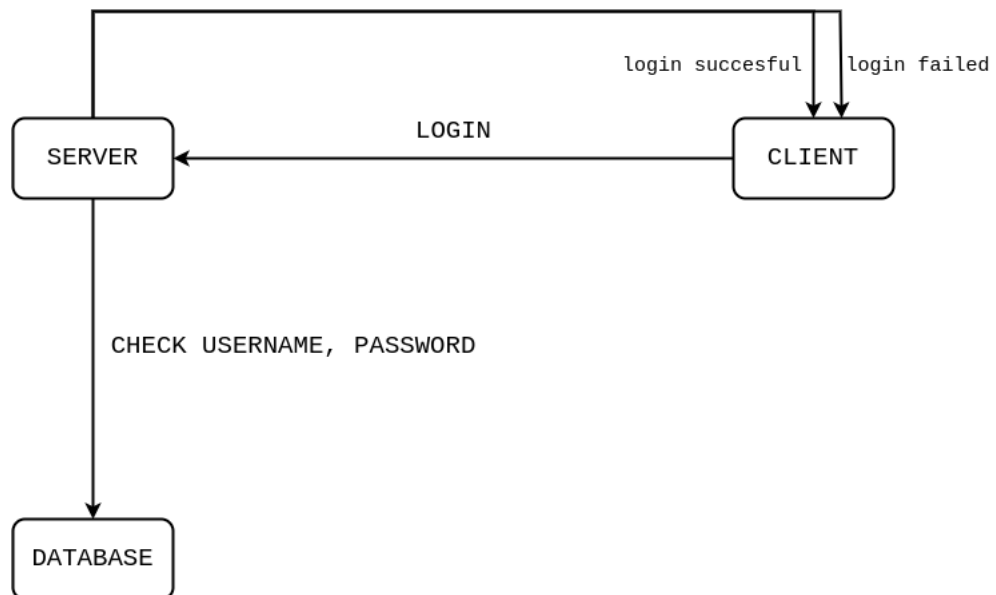 login succesful
login failed
LOGIN
SERVER
CLIENT
CHECK USERNAME, PASSWORD
DATABASE